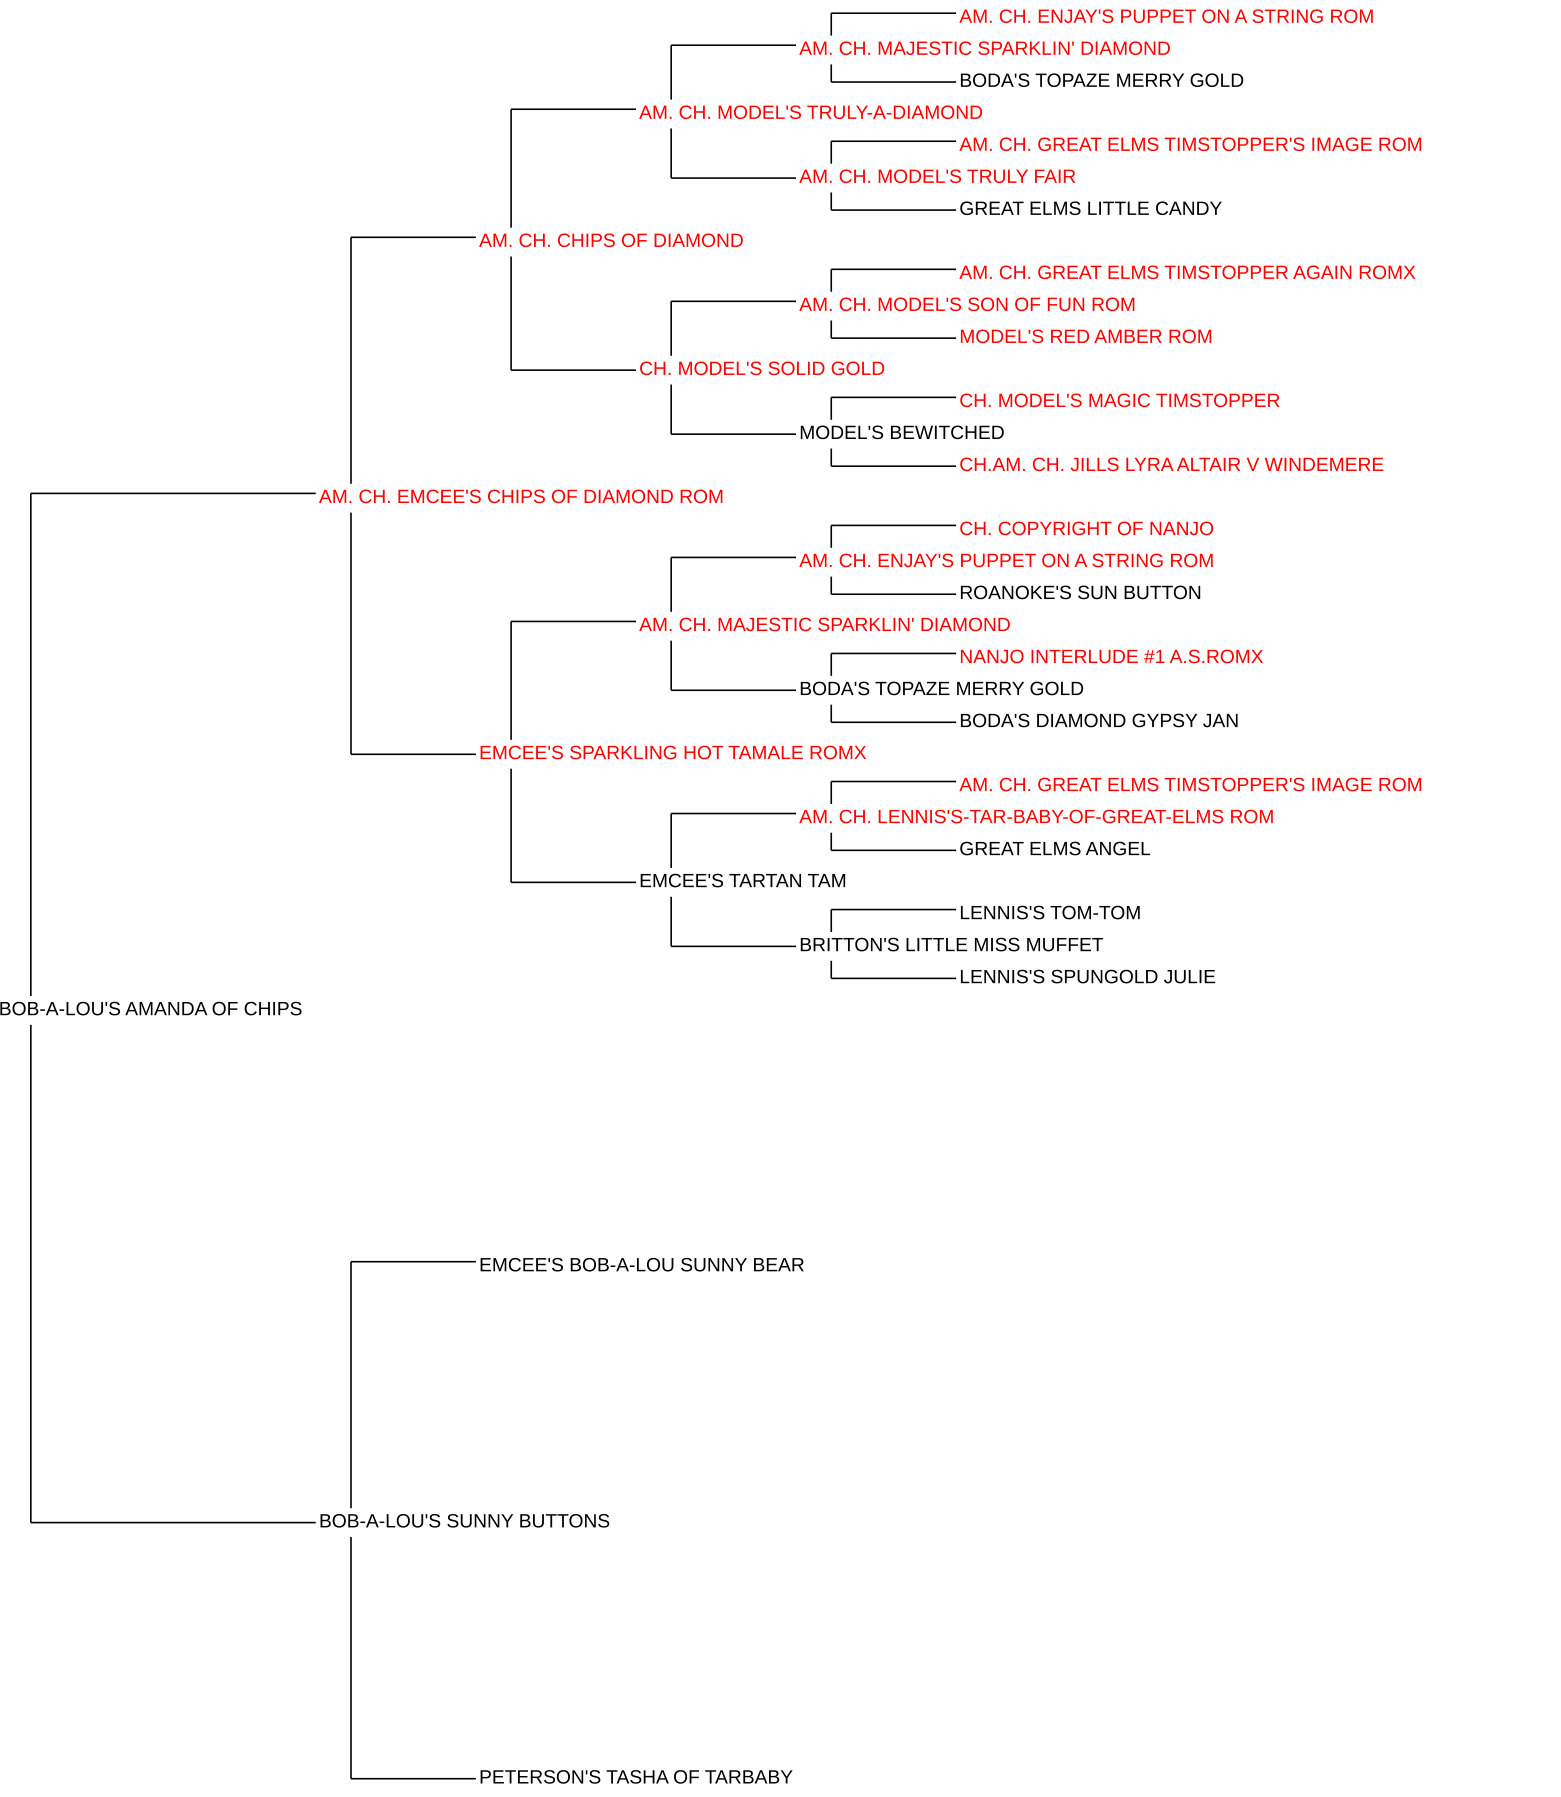 AM. CH. ENJAY'S PUPPET ON A STRING ROM
AM. CH. MAJESTIC SPARKLIN' DIAMOND
BODA'S TOPAZE MERRY GOLD
AM. CH. MODEL'S TRULY-A-DIAMOND
AM. CH. GREAT ELMS TIMSTOPPER'S IMAGE ROM
AM. CH. MODEL'S TRULY FAIR
GREAT ELMS LITTLE CANDY
AM. CH. CHIPS OF DIAMOND
AM. CH. GREAT ELMS TIMSTOPPER AGAIN ROMX
AM. CH. MODEL'S SON OF FUN ROM
MODEL'S RED AMBER ROM
CH. MODEL'S SOLID GOLD
CH. MODEL'S MAGIC TIMSTOPPER
MODEL'S BEWITCHED
CH.AM. CH. JILLS LYRA ALTAIR V WINDEMERE
AM. CH. EMCEE'S CHIPS OF DIAMOND ROM
CH. COPYRIGHT OF NANJO
AM. CH. ENJAY'S PUPPET ON A STRING ROM
ROANOKE'S SUN BUTTON
AM. CH. MAJESTIC SPARKLIN' DIAMOND
NANJO INTERLUDE #1 A.S.ROMX
BODA'S TOPAZE MERRY GOLD
BODA'S DIAMOND GYPSY JAN
EMCEE'S SPARKLING HOT TAMALE ROMX
AM. CH. GREAT ELMS TIMSTOPPER'S IMAGE ROM
AM. CH. LENNIS'S-TAR-BABY-OF-GREAT-ELMS ROM
GREAT ELMS ANGEL
EMCEE'S TARTAN TAM
LENNIS'S TOM-TOM
BRITTON'S LITTLE MISS MUFFET
LENNIS'S SPUNGOLD JULIE
BOB-A-LOU'S AMANDA OF CHIPS
EMCEE'S BOB-A-LOU SUNNY BEAR
BOB-A-LOU'S SUNNY BUTTONS
PETERSON'S TASHA OF TARBABY